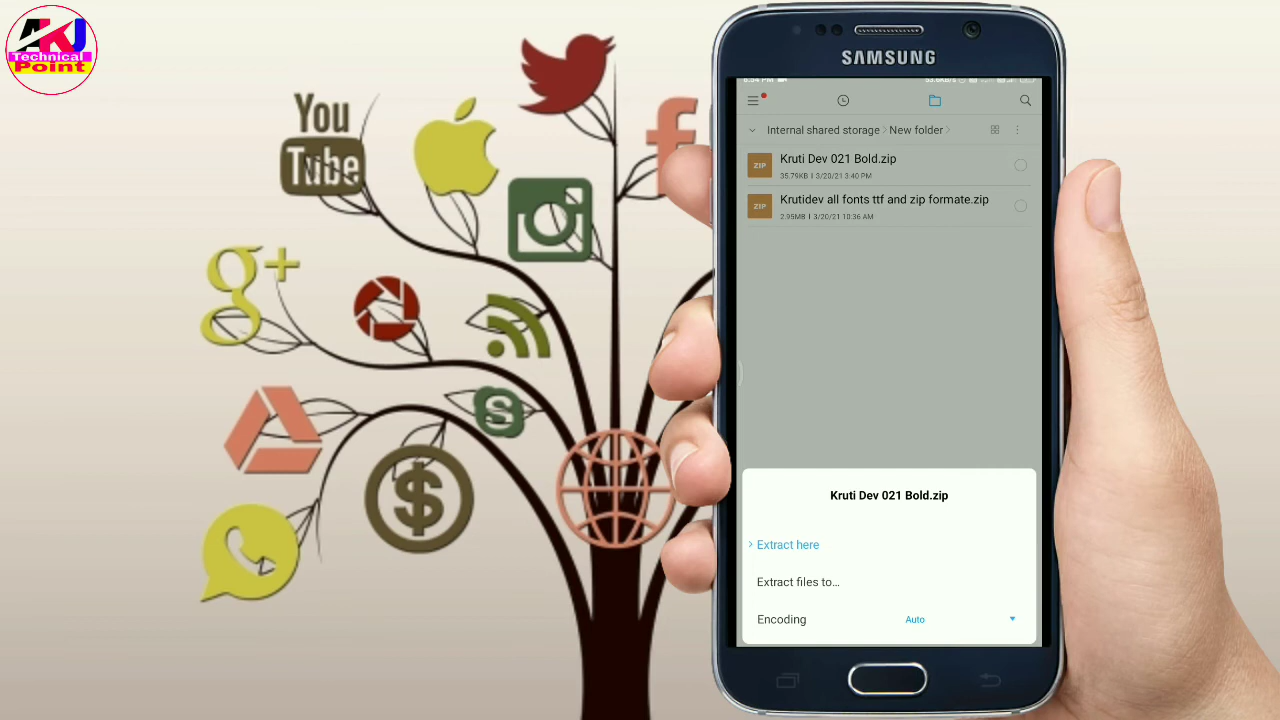 AKJ
Technical
Point
You
Tube
g+
f
$
SAMSUNG
Internal shared storage > New folder >
ZIP
Kruti Dev 021 Bold.zip
35.79KB | 3/20/21 3:40 PM
ZIP
Krutidev all fonts ttf and zip formate.zip
2.95MB | 3/20/21 10:36 AM
Kruti Dev 021 Bold.zip
> Extract here
Extract files to...
Encoding Auto